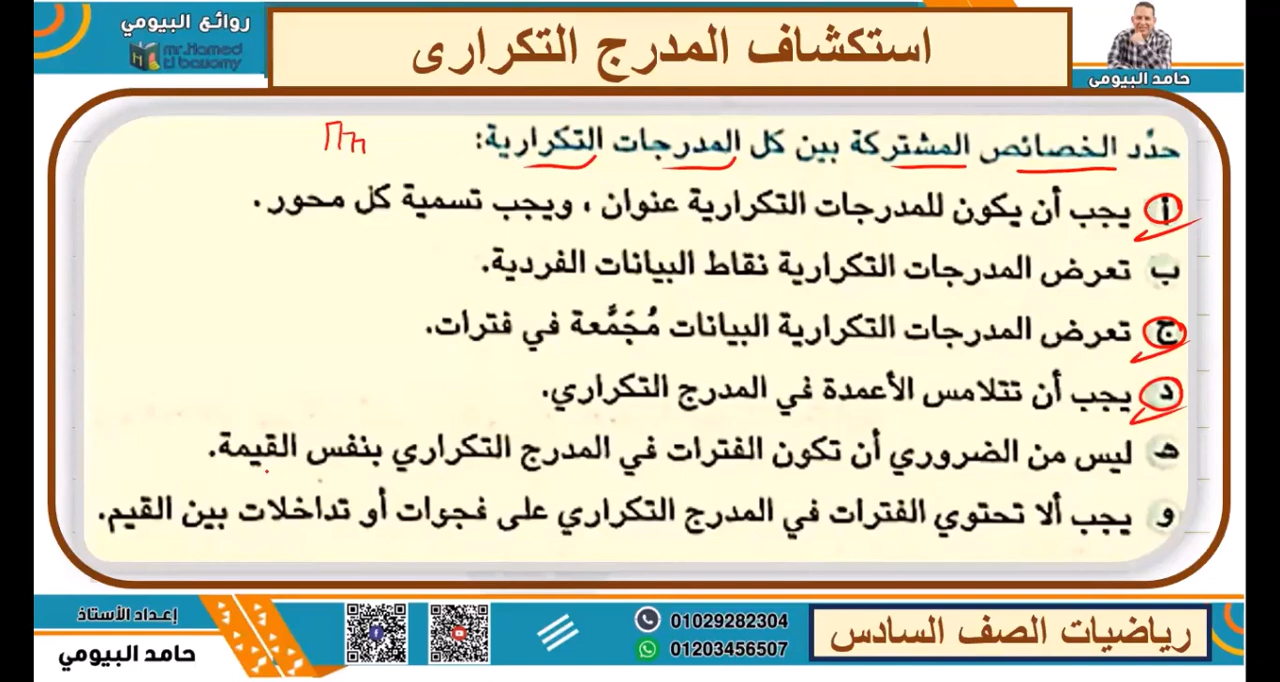 روائع البيومي
mr.Hamed
El baiomy
استكشاف المدرج التكرارى
حامد البيومى
حدِّد الخصائص المشتركة بين كل المدرجات التكرارية:
أ يجب أن يكون للمدرجات التكرارية عنوان ، ويجب تسمية كل محور .
ب تعرض المدرجات التكرارية نقاط البيانات الفردية.
ج تعرض المدرجات التكرارية البيانات مُجَمَّعة في فترات.
د يجب أن تتلامس الأعمدة في المدرج التكراري.
هـ ليس من الضروري أن تكون الفترات في المدرج التكراري بنفس القيمة.
و يجب ألا تحتوي الفترات في المدرج التكراري على فجوات أو تداخلات بين القيم.
إعداد الأستاذ
حامد البيومي
01029282304
01203456507
رياضيات الصف السادس